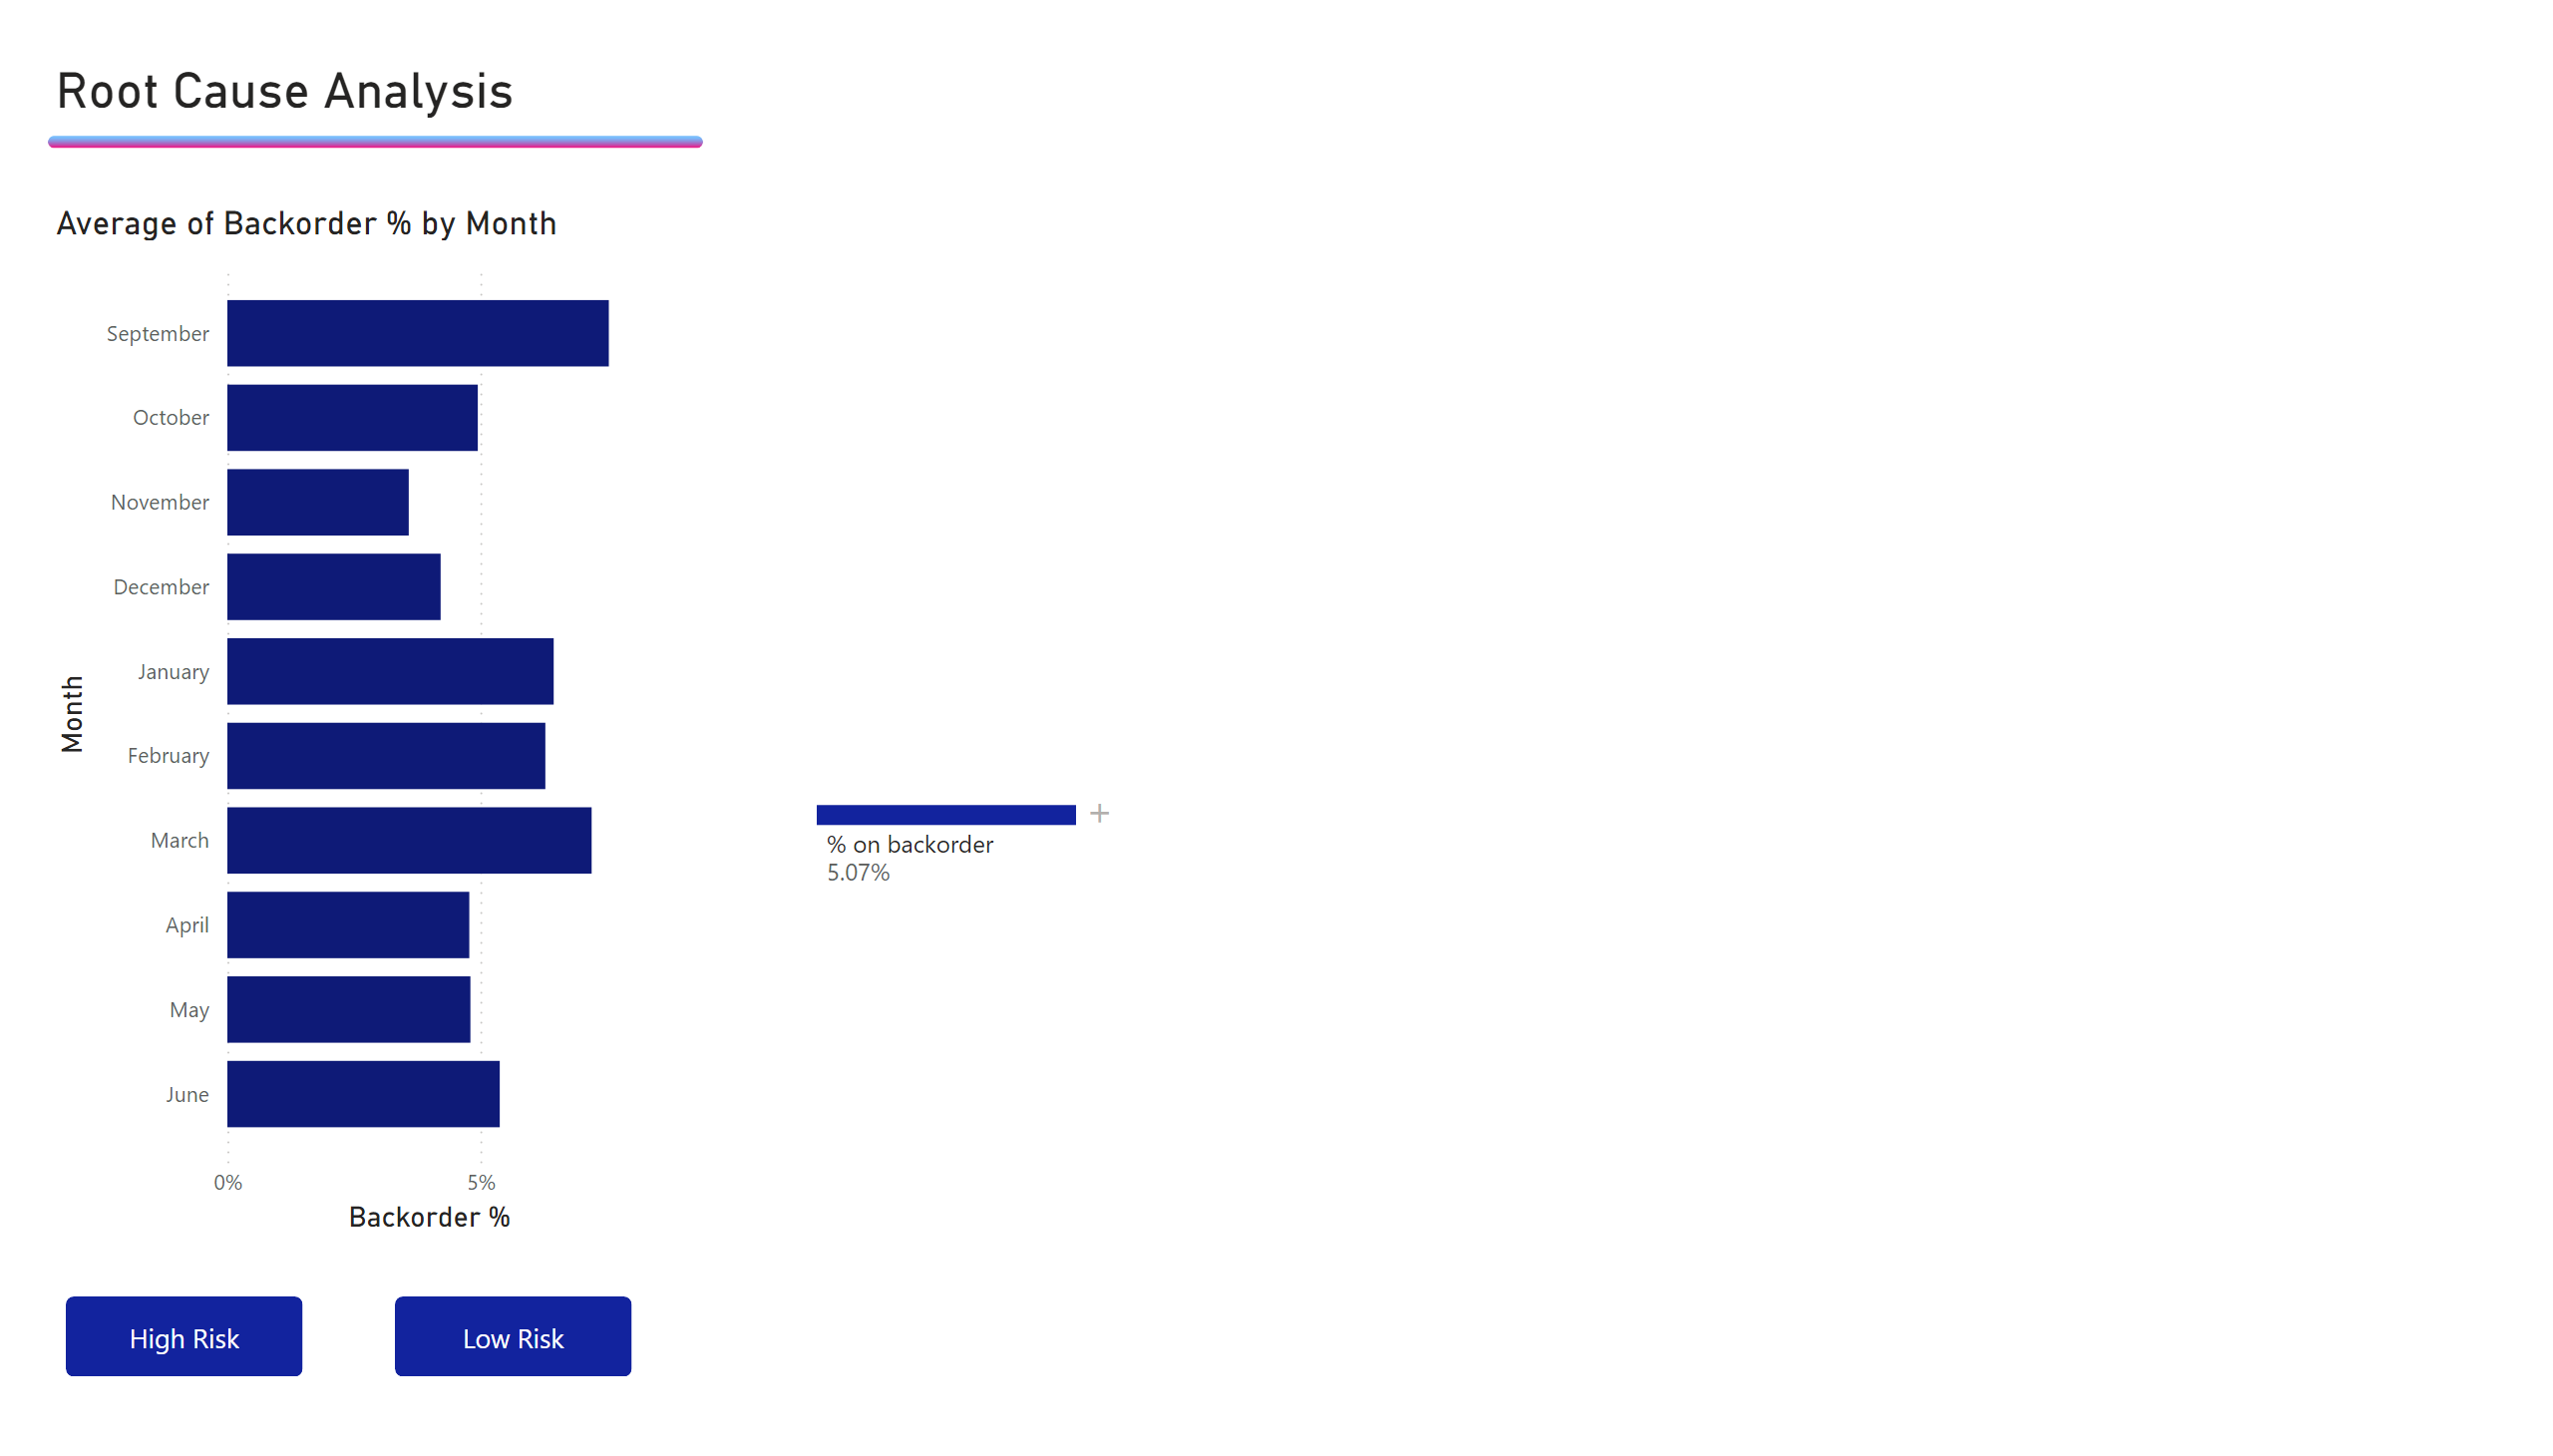 Root Cause Analysis
Average of Backorder % by Month
Month
September
October
November
December
January
February
March
April
May
June
0% 5%
Backorder %
% on backorder
5.07%
High Risk
Low Risk